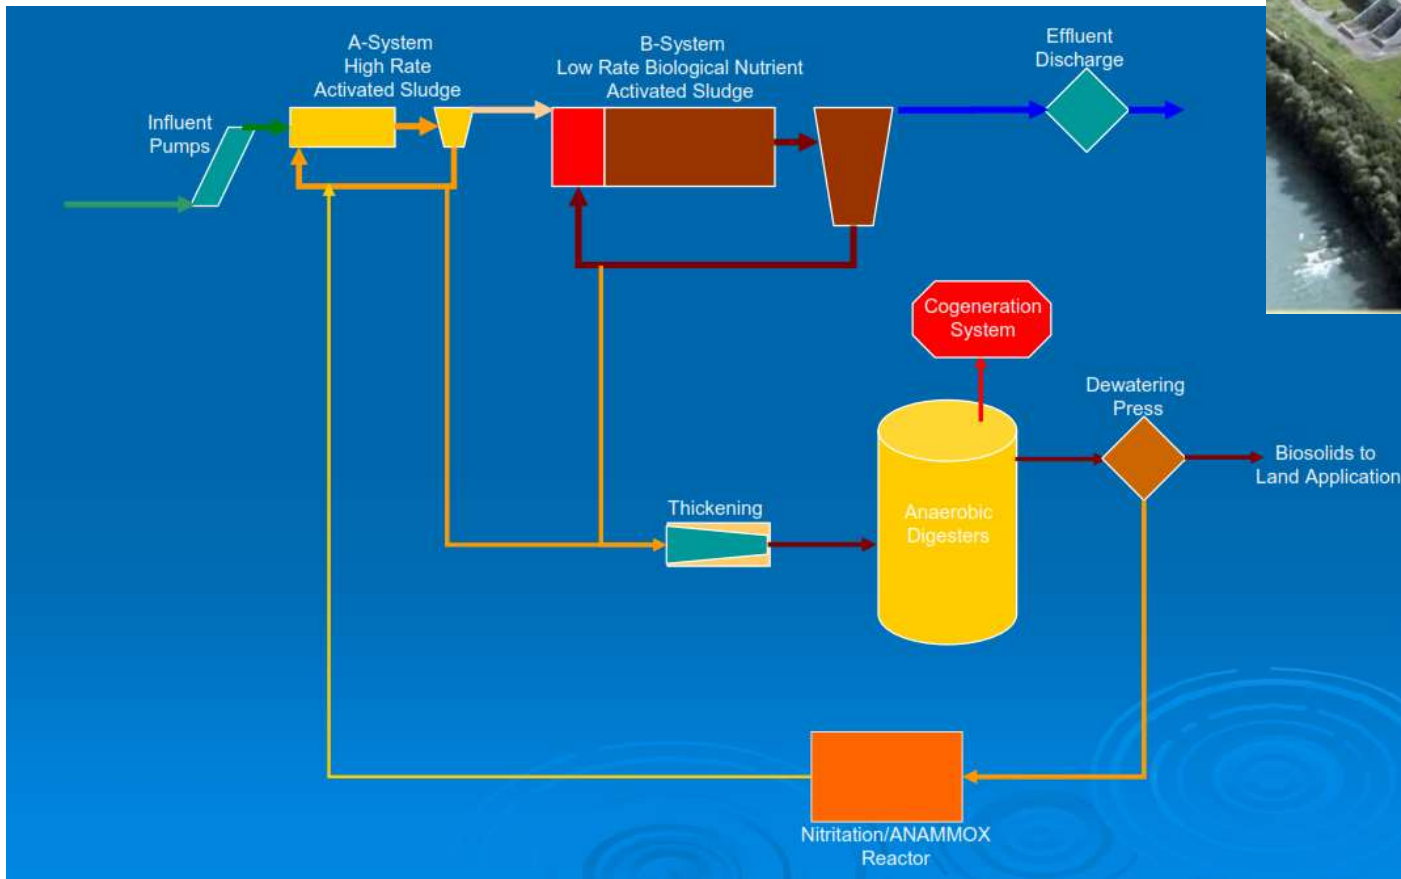 A-System
High Rate
Activated Sludge
B-System
Low Rate Biological Nutrient
Activated Sludge
Effluent
Discharge
Influent
Pumps
Cogeneration
System
Dewatering
Press
Biosolids to
Land Application
Thickening
Anaerobic
Digesters
Nitritation/ANAMMOX
Reactor